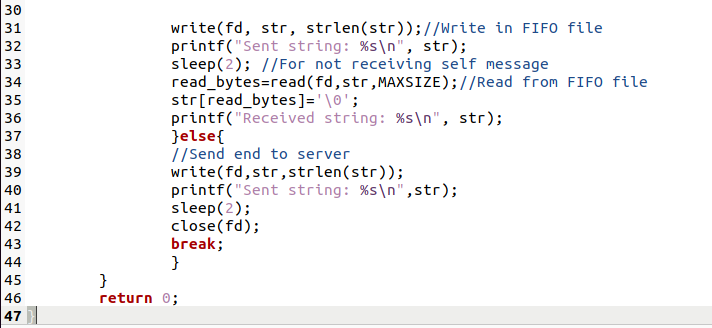 30
31 write(fd, str, strlen(str));//Write in FIFO file
32 printf("Sent string: %s\n", str);
33 sleep(2); //For not receiving self message
34 read_bytes=read(fd,str,MAXSIZE);//Read from FIFO file
35 str[read_bytes]='\0';
36 printf("Received string: %s\n", str);
37 }else{
38 //Send end to server
39 write(fd,str,strlen(str));
40 printf("Sent string: %s\n",str);
41 sleep(2);
42 close(fd);
43 break;
44 }
45 }
46 return 0;
47 }